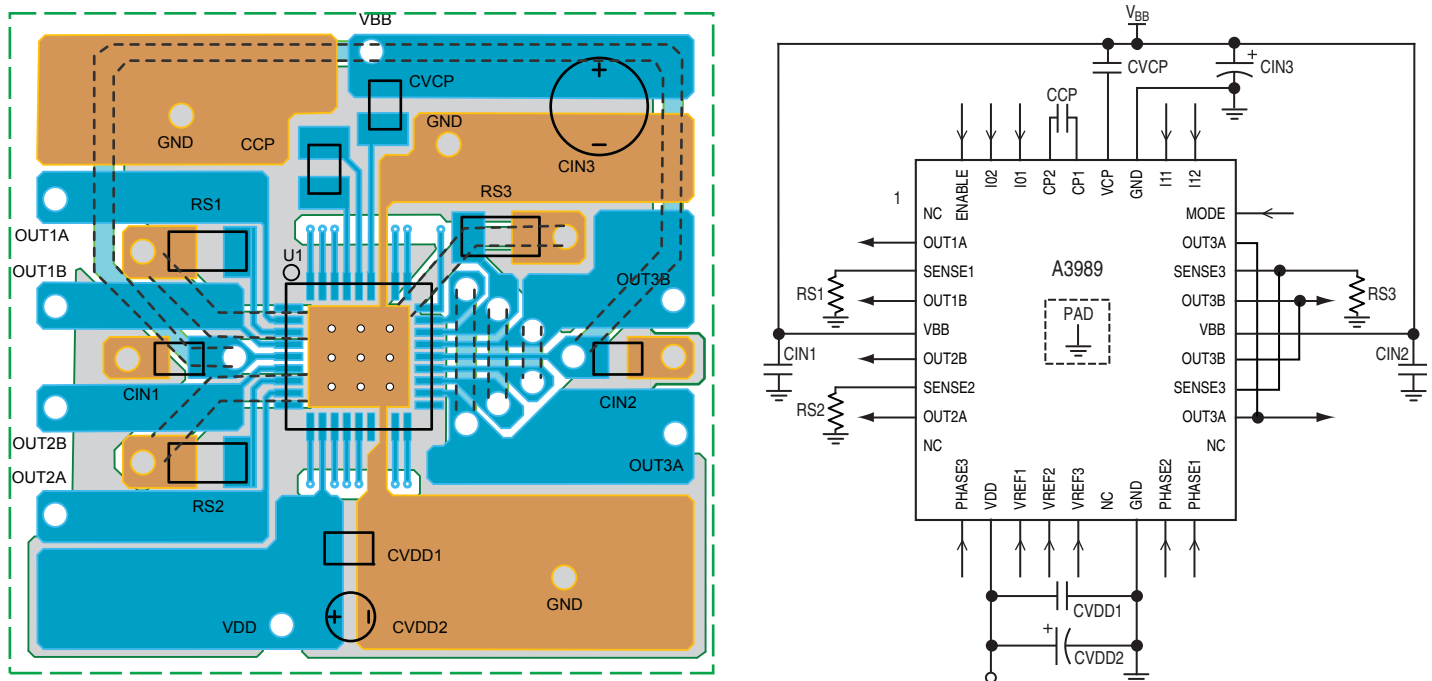 VBB
CVCP
GND
GND
CCP
CIN3
RS1
RS3
OUT1A
U1
OUT1B
OUT3B
CIN1
CIN2
OUT2B
OUT2A
OUT3A
RS2
CVDD1
GND
VDD
CVDD2
+
−
+
−
VBB
CVCP
+
CIN3
CCP
ENABLE
I02
I01
CP2
CP1
VCP
GND
I11
I12
1
NC
MODE
OUT1A
OUT3A
SENSE1
A3989
SENSE3
RS1
OUT1B
OUT3B
RS3
PAD
VBB
VBB
CIN1
OUT2B
OUT3B
CIN2
SENSE2
SENSE3
RS2
OUT2A
OUT3A
NC
NC
PHASE3
VDD
VREF1
VREF2
VREF3
NC
GND
PHASE2
PHASE1
CVDD1
+
CVDD2